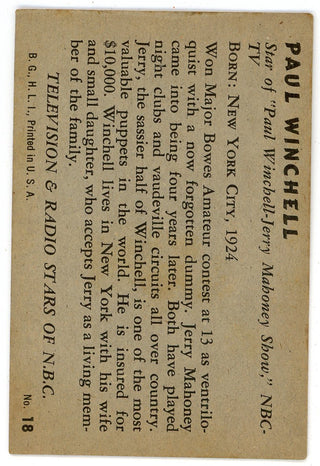 PAUL WINCHELL
Star of "Paul Winchell-Jerry Mahoney Show," NBC-
TV
BORN: NEW YORK CITY, 1924
Won Major Bowes Amateur contest at 13 as ventrilo-
quist with a now forgotten dummy. Jerry Mahoney
came into being four years later. Both have played
night clubs and vaudeville circuits all over country.
Jerry, the sassier half of Winchell, is one of the most
valuable puppets in the world. He is insured for
$10,000. Winchell lives in New York with his wife
and small daughter, who accepts Jerry as a living mem-
ber of the family.
TELEVISION & RADIO STARS OF N.B.C.
B. G., H. L. I., Printed in U. S. A. No. 18